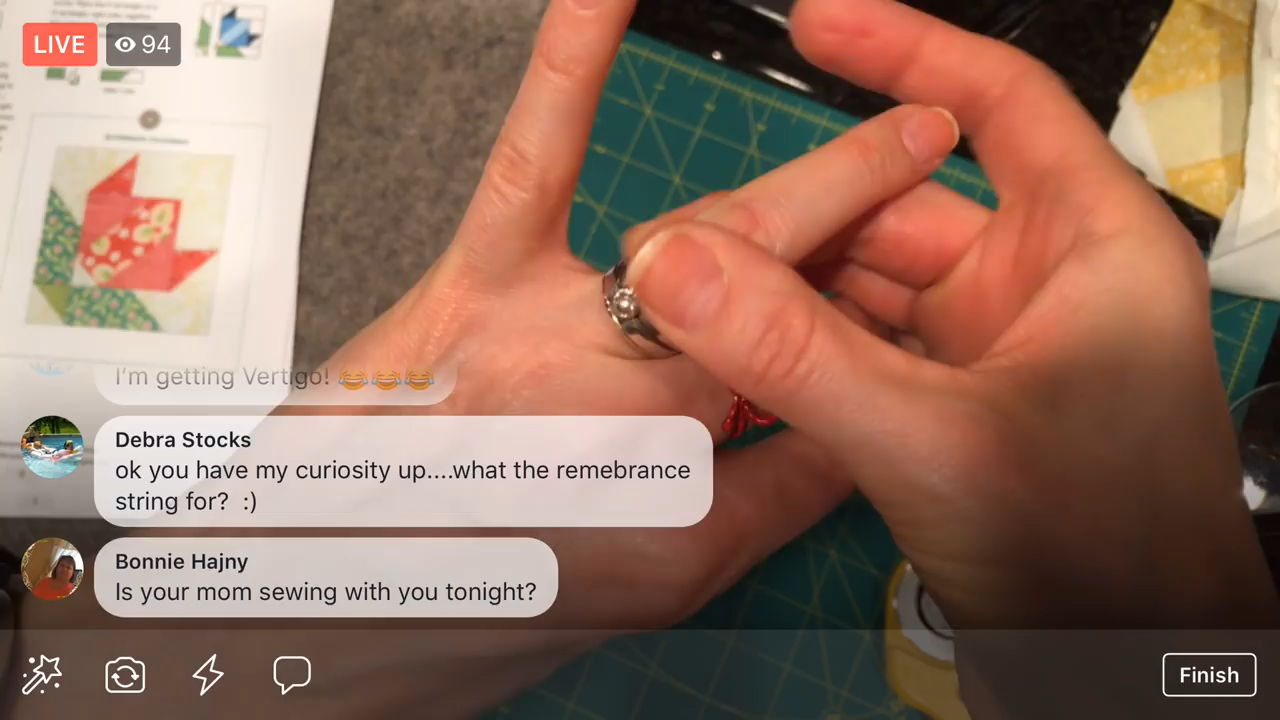 LIVE
94
I'm getting Vertigo! 😂😂😂
Debra Stocks
ok you have my curiosity up....what the remebrance
string for?  :)
Bonnie Hajny
Is your mom sewing with you tonight?
Finish